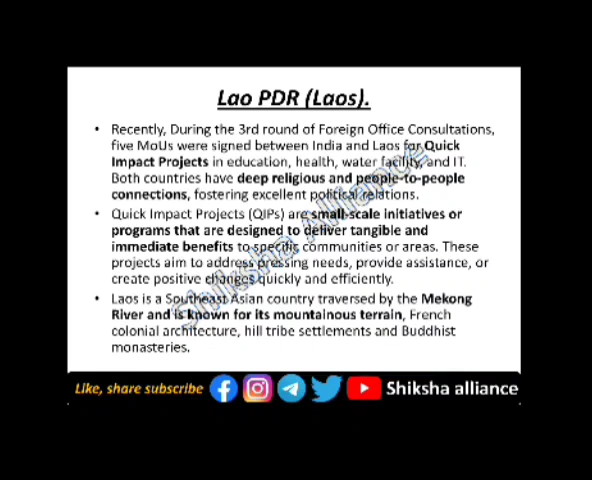 Lao PDR (Laos).
• Recently, During the 3rd round of Foreign Office Consultations,
five MoUs were signed between India and Laos for Quick
Impact Projects in education, health, water facility, and IT.
Both countries have deep religious and people-to-people
connections, fostering excellent political relations.
• Quick Impact Projects (QIPs) are small-scale initiatives or
programs that are designed to deliver tangible and
immediate benefits to specific communities or areas. These
projects aim to address pressing needs, provide assistance, or
create positive changes quickly and efficiently.
• Laos is a Southeast Asian country traversed by the Mekong
River and is known for its mountainous terrain, French
colonial architecture, hill tribe settlements and Buddhist
monasteries.
Shiksha Alliance
Like, share subscribe Shiksha alliance